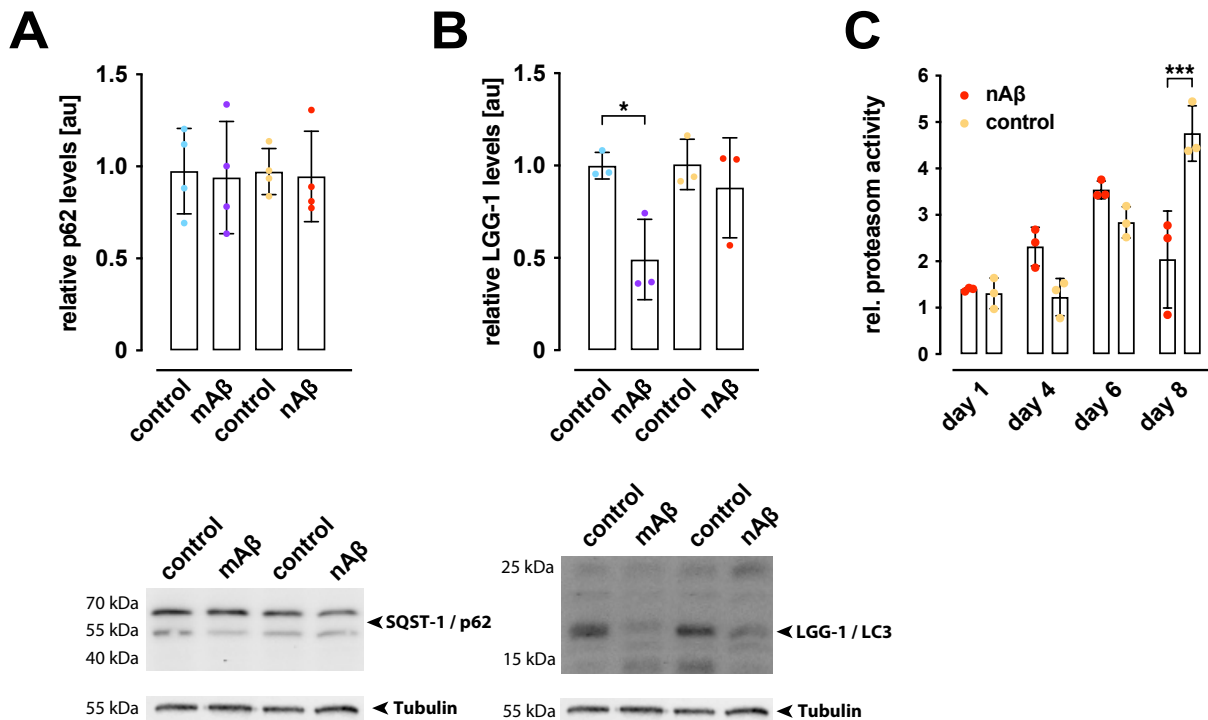 A
relative p62 levels [au]
1.5
1.0
0.5
0
control
mAβ
control
nAβ
control
mAβ
control
nAβ
70 kDa
55 kDa
40 kDa
SQST-1 / p62
55 kDa
Tubulin
B
relative LGG-1 levels [au]
1.5
1.0
0.5
0
*
control
mAβ
control
nAβ
control
mAβ
control
nAβ
25 kDa
15 kDa
LGG-1 / LC3
55 kDa
Tubulin
C
rel. proteasom activity
6
5
4
3
2
1
0
nAβ
control
***
day 1
day 4
day 6
day 8